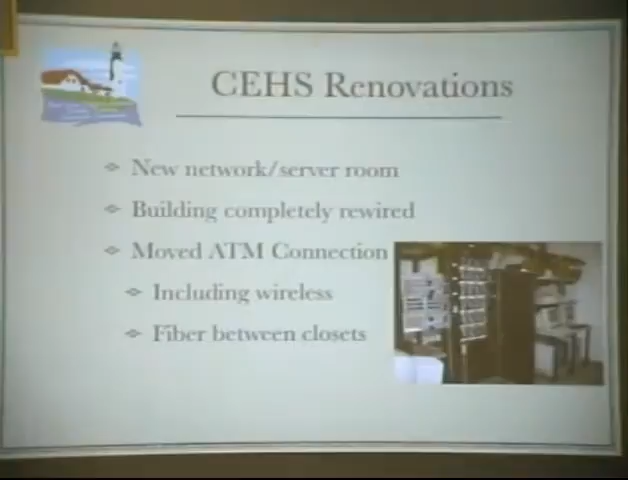 CEHS Renovations
New network/server room
Building completely rewired
Moved ATM Connection
Including wireless
Fiber between closets